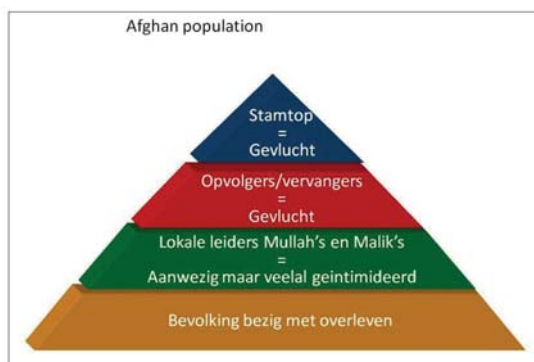 Afghan population
Stamtop
=
Gevlucht
Opvolgers/vervangers
=
Gevlucht
Lokale leiders Mullah's en Malik's
=
Aanwezig maar veelal geintimideerd
Bevolking bezig met overleven